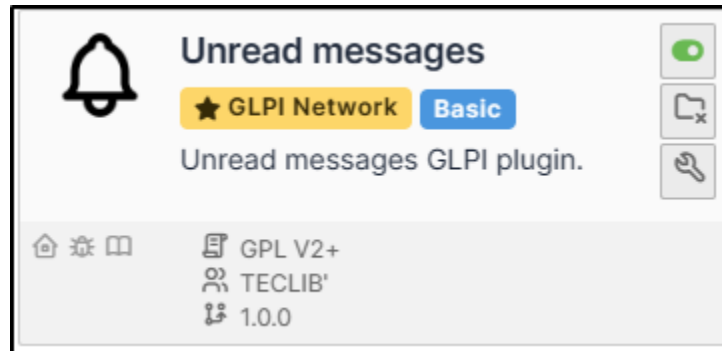 Unread messages
GLPI Network Basic
Unread messages GLPI plugin.
GPL V2+
TECLIB'
1.0.0